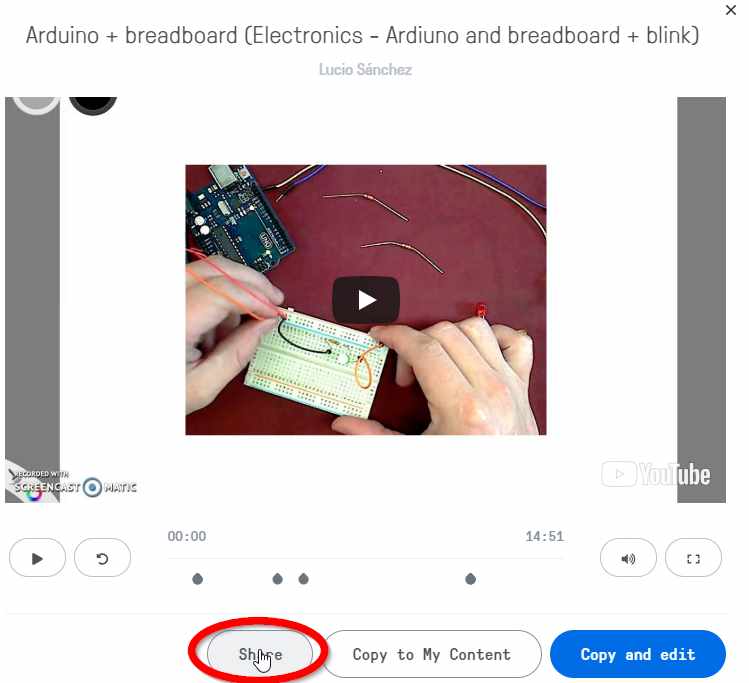 Arduino + breadboard (Electronics - Ardiuno and breadboard + blink)
Lucio Sánchez
UNO
RECORDED WITH
SCREENCAST MATIC
YouTube
00:00 14:51
Share
Copy to My Content
Copy and edit